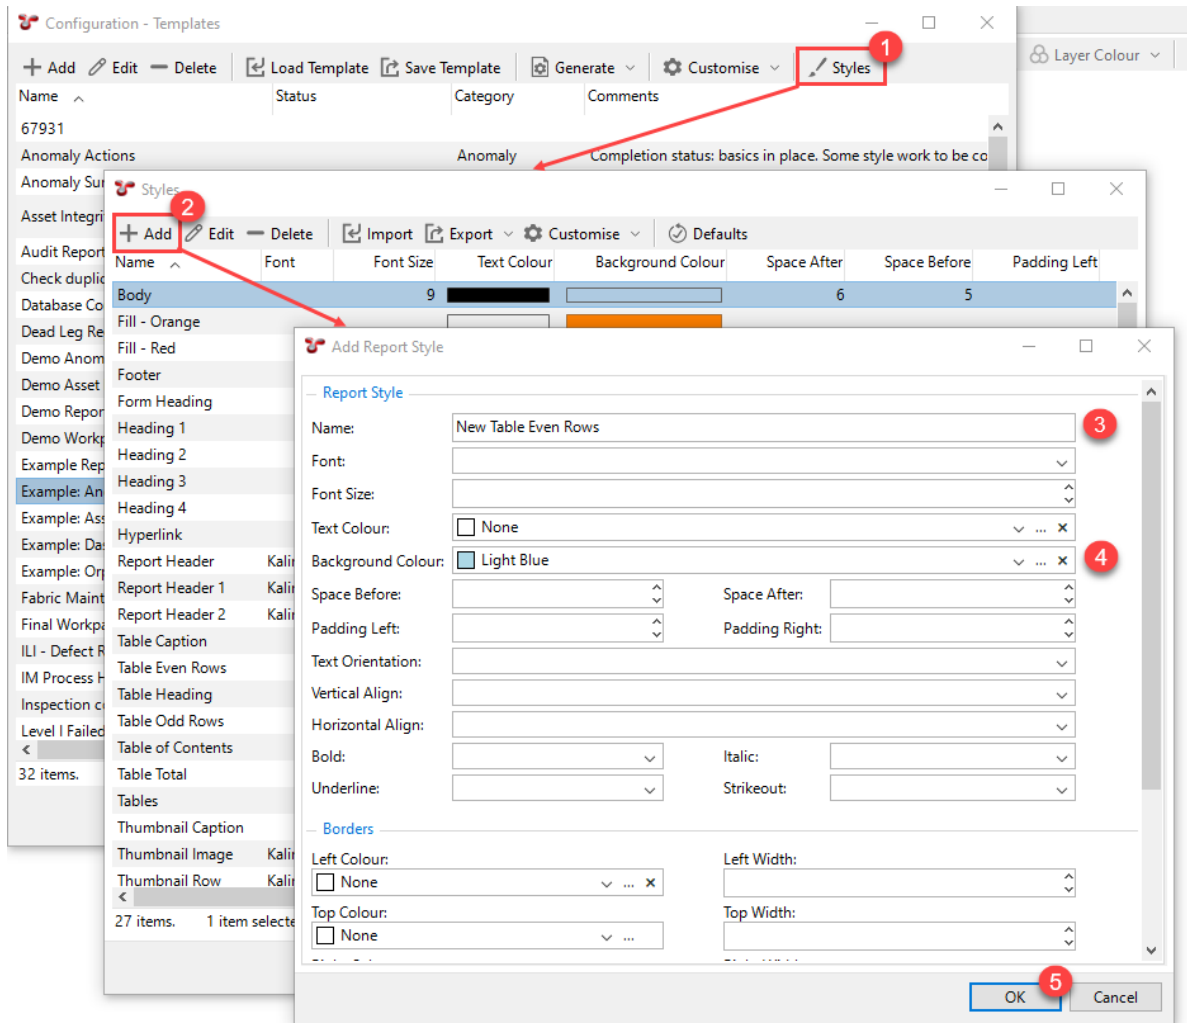 Configuration - Templates
1
Layer Colour
Add Edit Delete Load Template Save Template Generate Customise Styles
Name Status Category Comments
67931
Anomaly Actions Anomaly Completion status: basics in place. Some style work to be co
Anomaly Sur
Asset Integri
Audit Report
Check duplic
Database Co
Dead Leg Re
Demo Anom
Demo Asset
Demo Repor
Demo Workp
Example Rep
Example: An
Example: Ass
Example: Da
Example: Org
Fabric Maint
Final Workpa
ILI - Defect R
IM Process H
Inspection c
Level I Failed
32 items.
Styles
2
Add Edit Delete Import Export Customise Defaults
Name Font Font Size Text Colour Background Colour Space After Space Before Padding Left
Body 9 6 5
Fill - Orange
Fill - Red
Footer
Form Heading
Heading 1
Heading 2
Heading 3
Heading 4
Hyperlink
Report Header Kalin
Report Header 1 Kalin
Report Header 2 Kalin
Table Caption
Table Even Rows
Table Heading
Table Odd Rows
Table of Contents
Table Total
Tables
Thumbnail Caption
Thumbnail Image Kalin
Thumbnail Row Kalin
27 items. 1 item selecte
Add Report Style
Report Style
Name: New Table Even Rows 3
Font:
Font Size:
Text Colour: None ...
Background Colour: Light Blue ... 4
Space Before: Space After:
Padding Left: Padding Right:
Text Orientation:
Vertical Align:
Horizontal Align:
Bold: Italic:
Underline: Strikeout:
Borders
Left Colour: Left Width:
None ...
Top Colour: Top Width:
None ...
5
OK Cancel